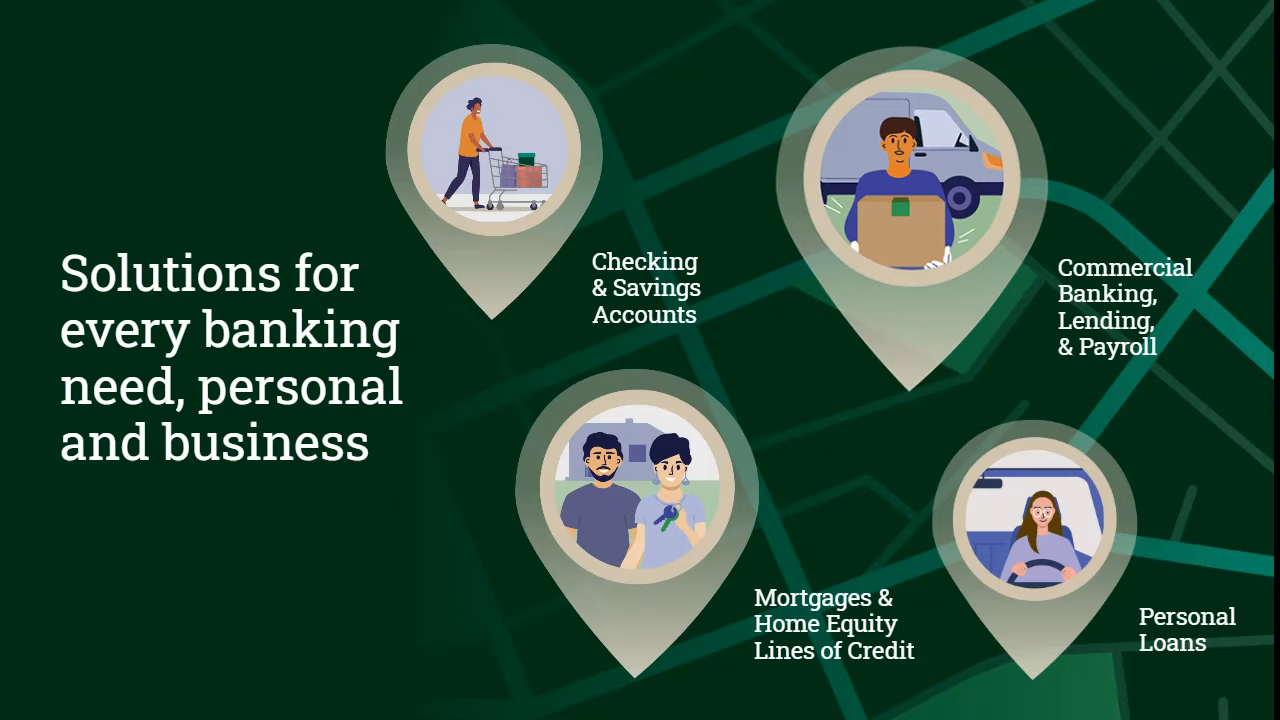 Solutions for
every banking
need, personal
and business
Checking
& Savings
Accounts
Commercial
Banking,
Lending,
& Payroll
Mortgages &
Home Equity
Lines of Credit
Personal
Loans